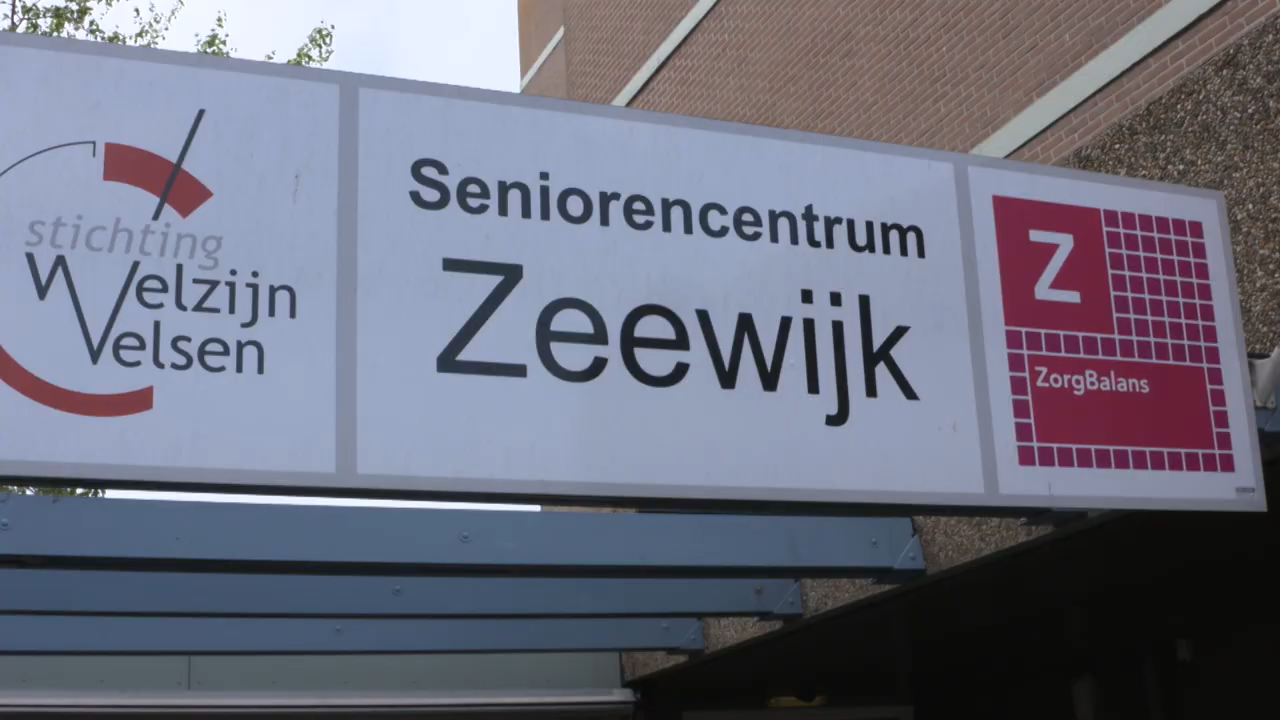 stichting
Welzijn
Velsen
Seniorencentrum
Zeewijk
Z
ZorgBalans